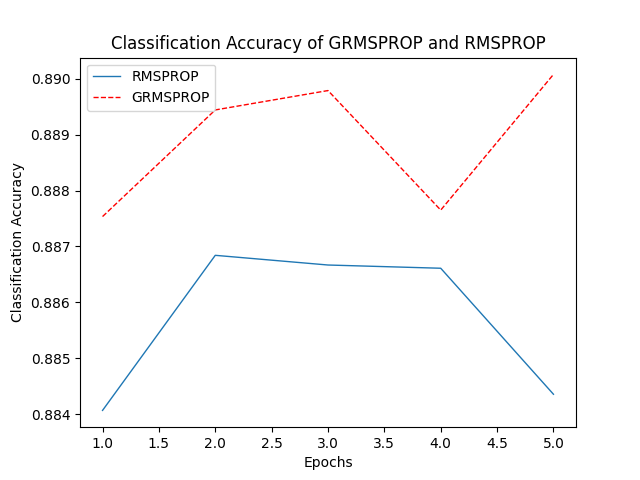 Classification Accuracy of GRMSPROP and RMSPROP
RMSPROP
GRMSPROP
Classification Accuracy
0.890
0.889
0.888
0.887
0.886
0.885
0.884
1.0 1.5 2.0 2.5 3.0 3.5 4.0 4.5 5.0
Epochs